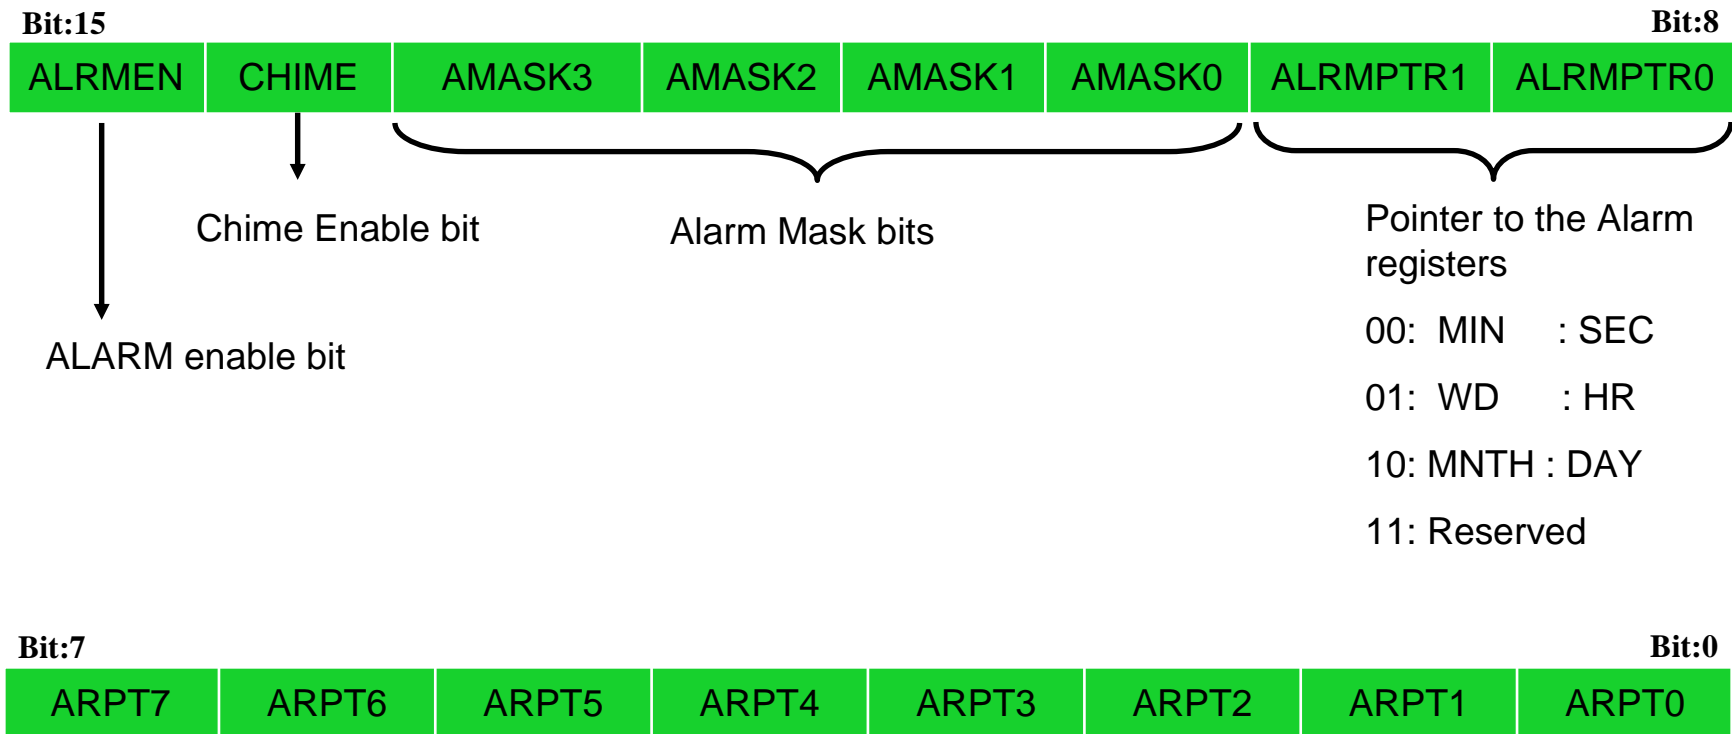 Bit:15 Bit:8
ALRMEN CHIME AMASK3 AMASK2 AMASK1 AMASK0 ALRMPTR1 ALRMPTR0
Chime Enable bit
Alarm Mask bits
Pointer to the Alarm
registers
00: MIN : SEC
01: WD : HR
10: MNTH : DAY
11: Reserved
ALARM enable bit
Bit:7 Bit:0
ARPT7 ARPT6 ARPT5 ARPT4 ARPT3 ARPT2 ARPT1 ARPT0